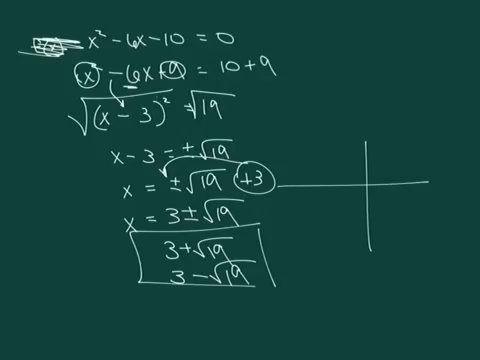 x² - 6x - 10 = 0
x² - 6x + 9 = 10 + 9
√(x - 3)² = √19
x - 3 = ±√19
x = ±√19 +3
x = 3 ± √19
3 + √19
3 - √19